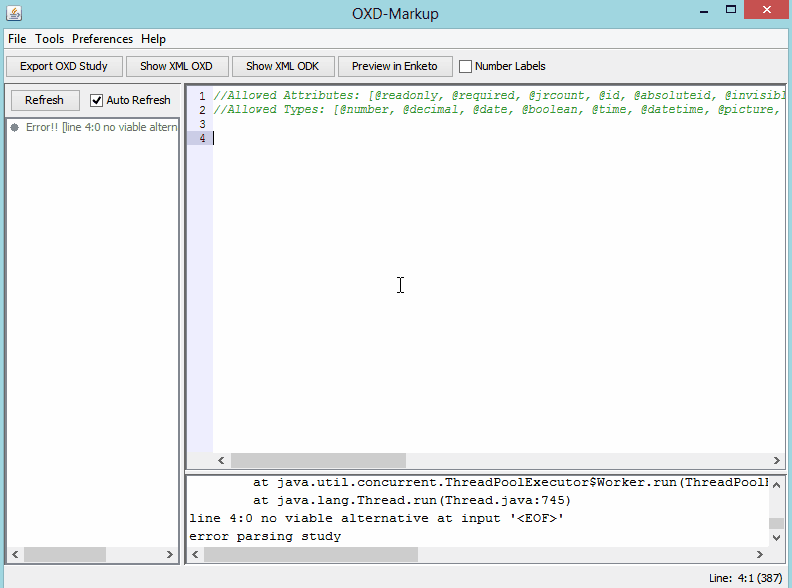 OXD-Markup
File Tools Preferences Help
Export OXD Study Show XML OXD Show XML ODK Preview in Enketo Number Labels
Refresh Auto Refresh
Error!! [line 4:0 no viable altern
1 //Allowed Attributes: [@readonly, @required, @jrcount, @id, @absoluteid, @invisibl
2 //Allowed Types: [@number, @decimal, @date, @boolean, @time, @datetime, @picture,
3
4
at java.util.concurrent.ThreadPoolExecutor$Worker.run(ThreadPoolE
at java.lang.Thread.run(Thread.java:745)
line 4:0 no viable alternative at input '<EOF>'
error parsing study
Line: 4:1 (387)